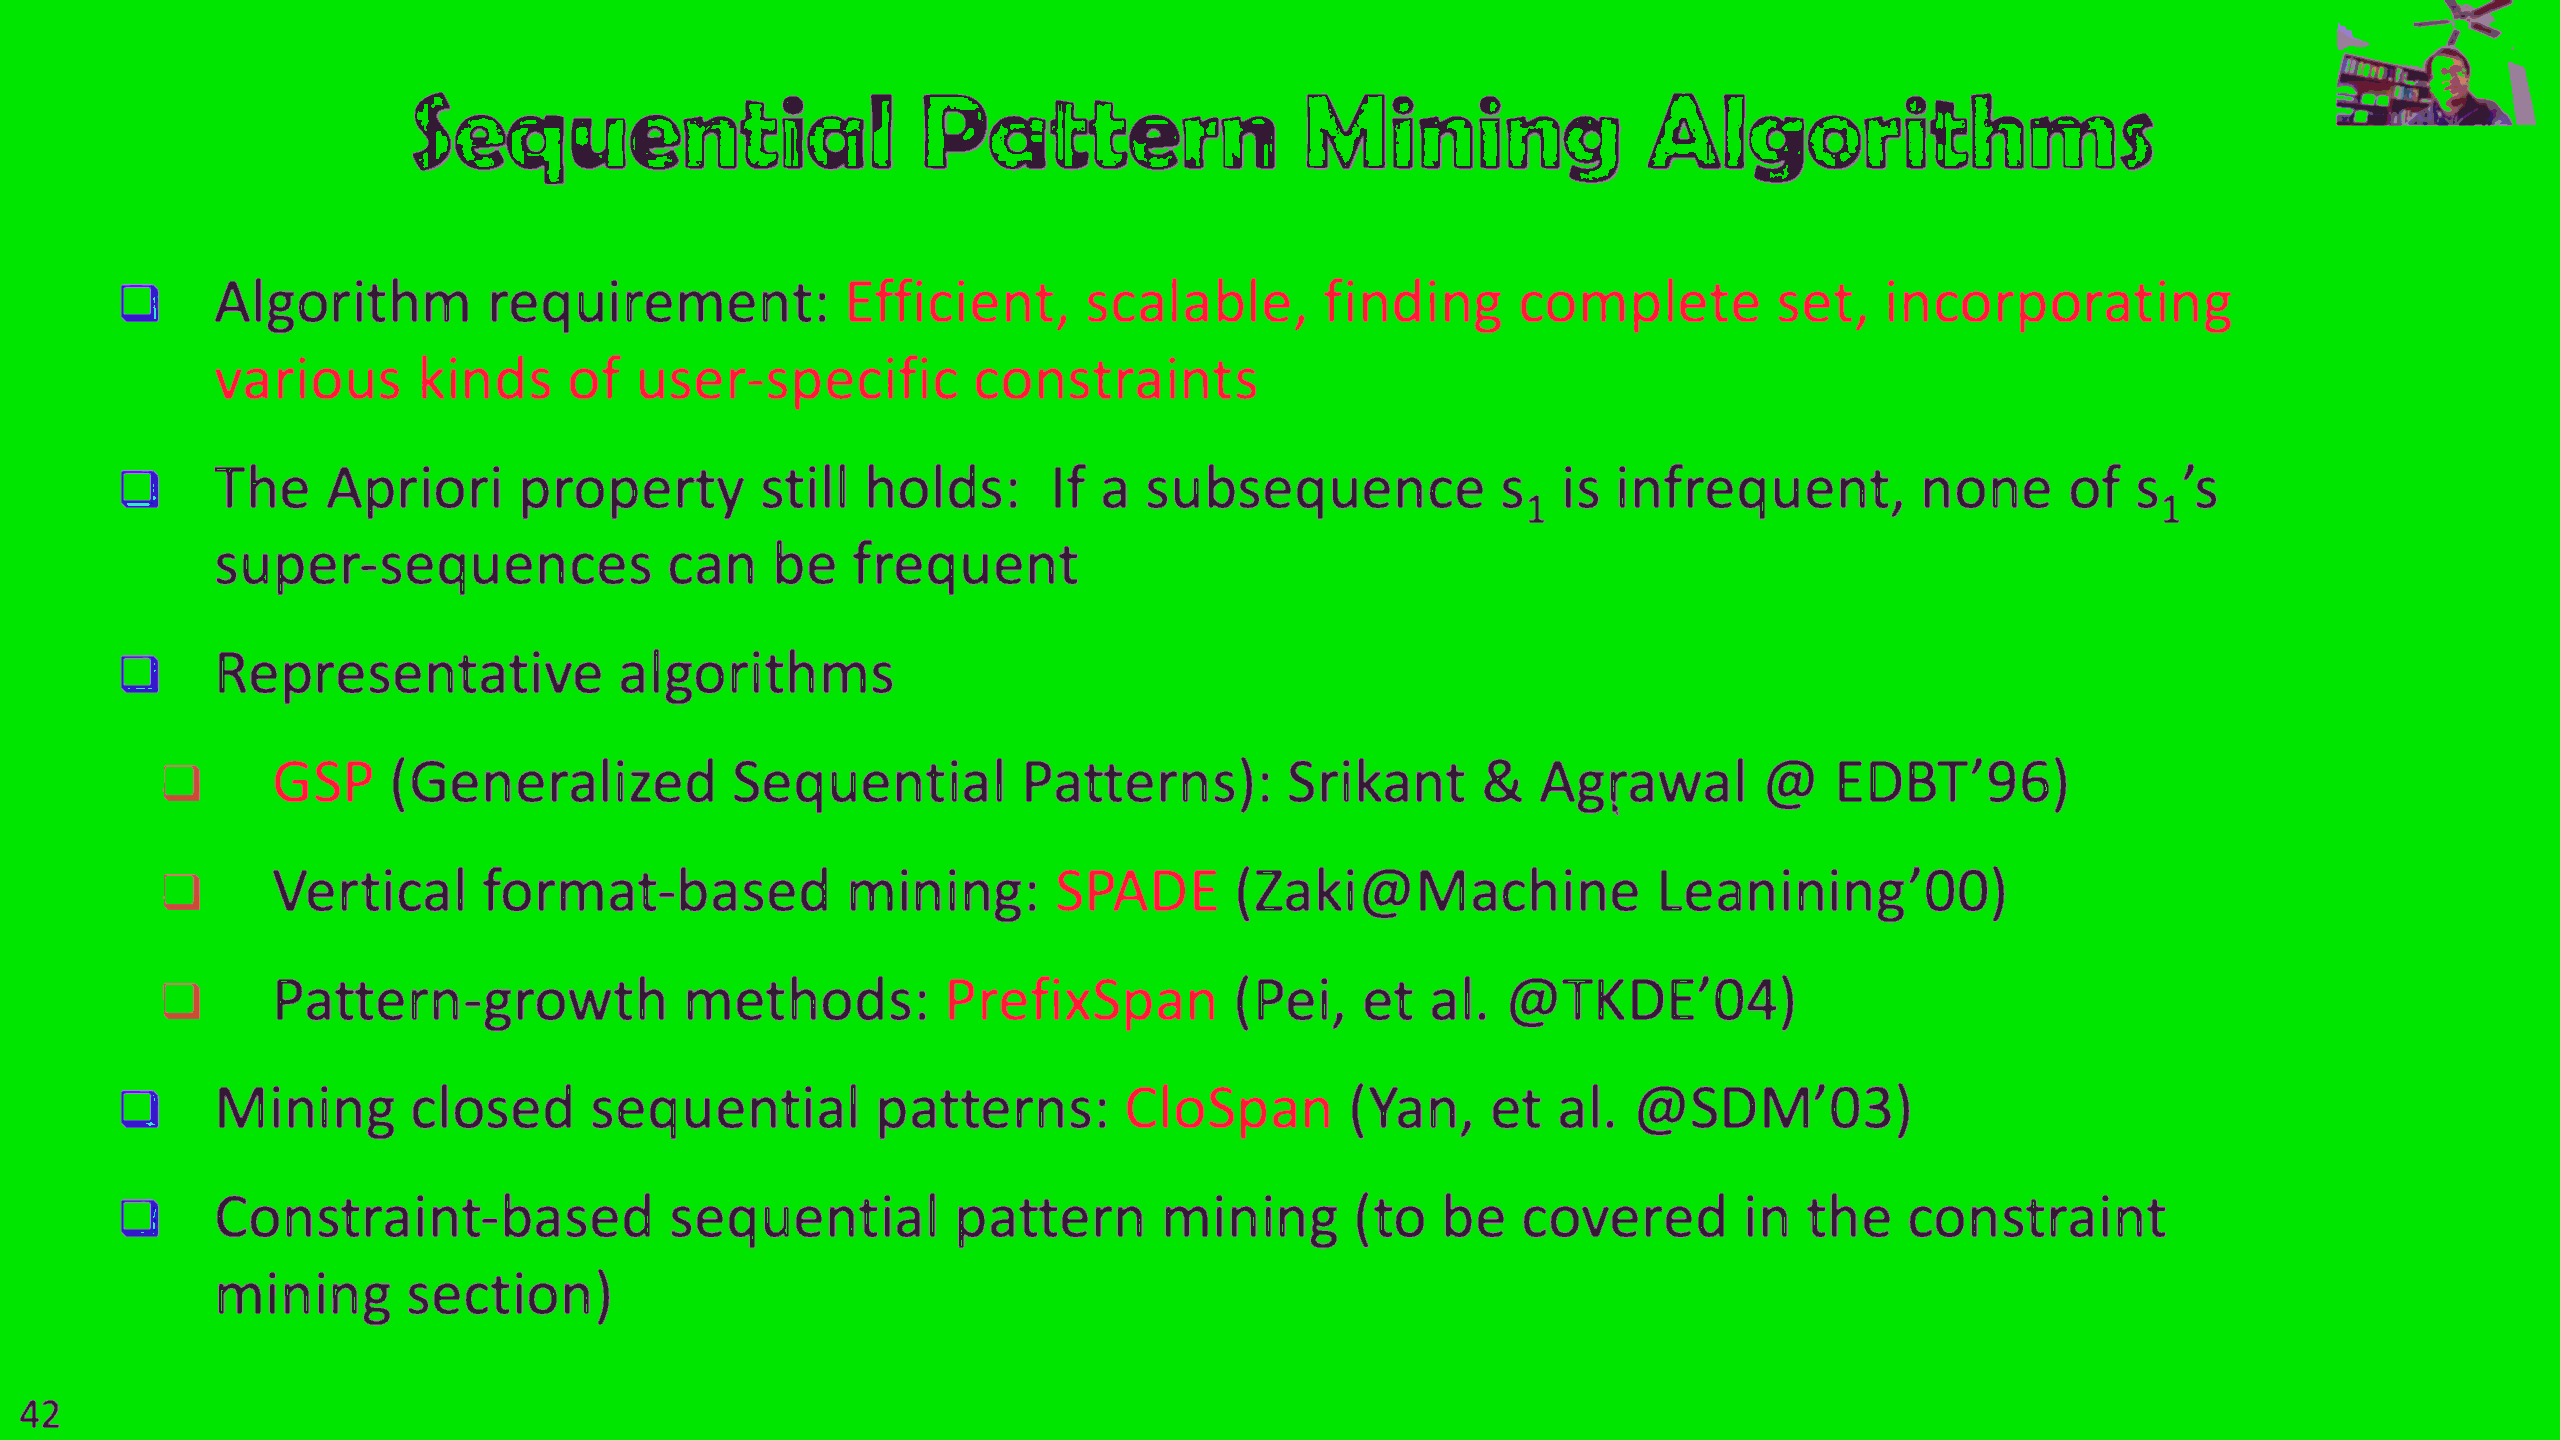 Sequential Pattern Mining Algorithms
Algorithm requirement: Efficient, scalable, finding complete set, incorporating
various kinds of user-specific constraints
The Apriori property still holds: If a subsequence s₁ is infrequent, none of s₁’s
super-sequences can be frequent
Representative algorithms
GSP (Generalized Sequential Patterns): Srikant & Agrawal @ EDBT’96)
Vertical format-based mining: SPADE (Zaki@Machine Leanining’00)
Pattern-growth methods: PrefixSpan (Pei, et al. @TKDE’04)
Mining closed sequential patterns: CloSpan (Yan, et al. @SDM’03)
Constraint-based sequential pattern mining (to be covered in the constraint
mining section)
42